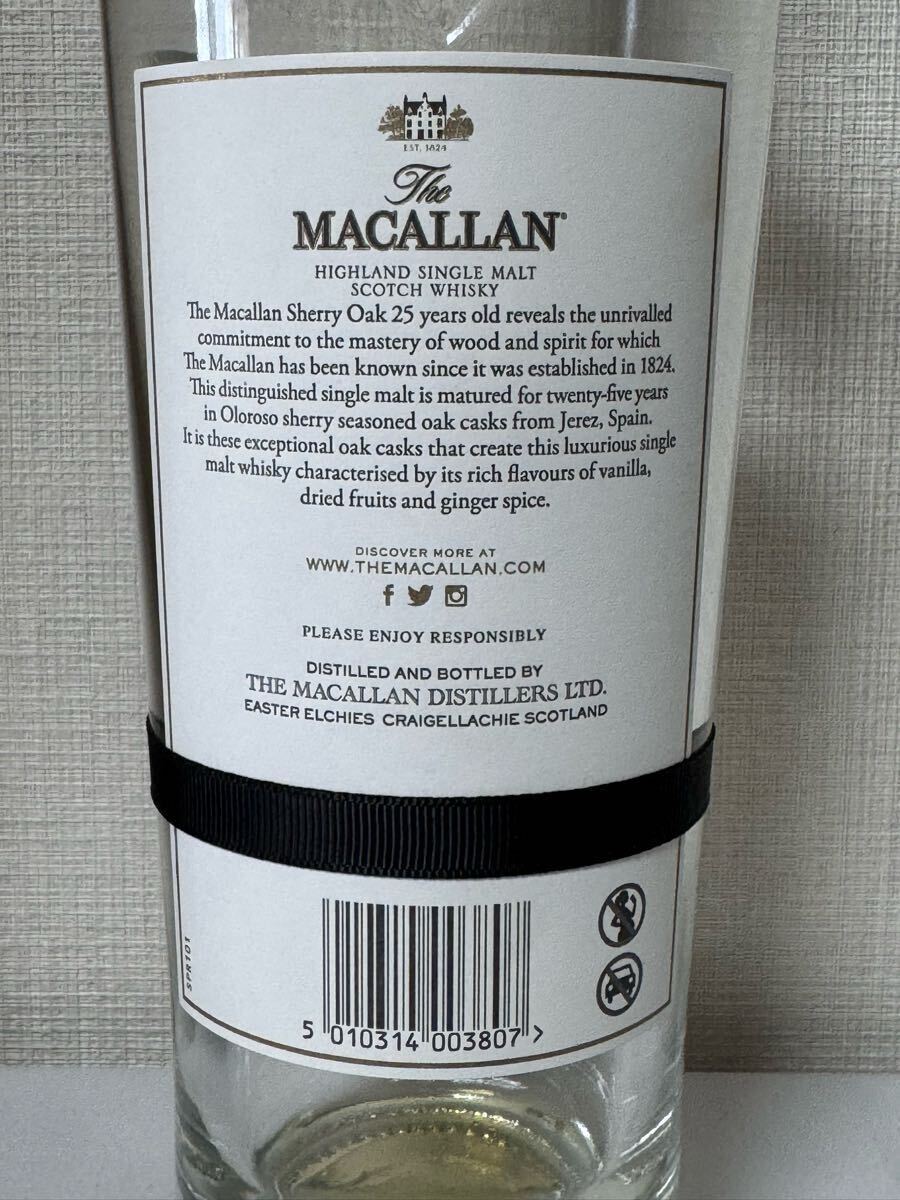 EST. 1824
The
MACALLAN®
HIGHLAND SINGLE MALT
SCOTCH WHISKY
The Macallan Sherry Oak 25 years old reveals the unrivalled
commitment to the mastery of wood and spirit for which
The Macallan has been known since it was established in 1824.
This distinguished single malt is matured for twenty-five years
in Oloroso sherry seasoned oak casks from Jerez, Spain.
It is these exceptional oak casks that create this luxurious single
malt whisky characterised by its rich flavours of vanilla,
dried fruits and ginger spice.
DISCOVER MORE AT
WWW.THEMACALLAN.COM
PLEASE ENJOY RESPONSIBLY
DISTILLED AND BOTTLED BY
THE MACALLAN DISTILLERS LTD.
EASTER ELCHIES CRAIGELLACHIE SCOTLAND
SPR101
5 010314 003807 >